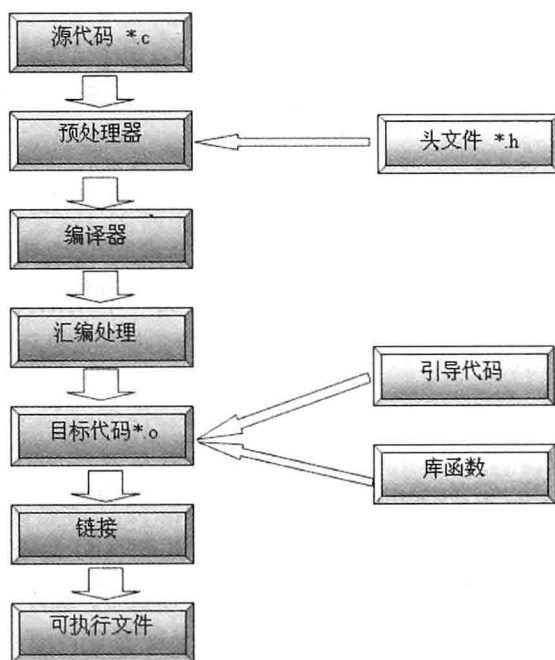 源代码 *.c
预处理器
头文件 *.h
编译器
汇编处理
引导代码
目标代码*.o
库函数
链接
可执行文件